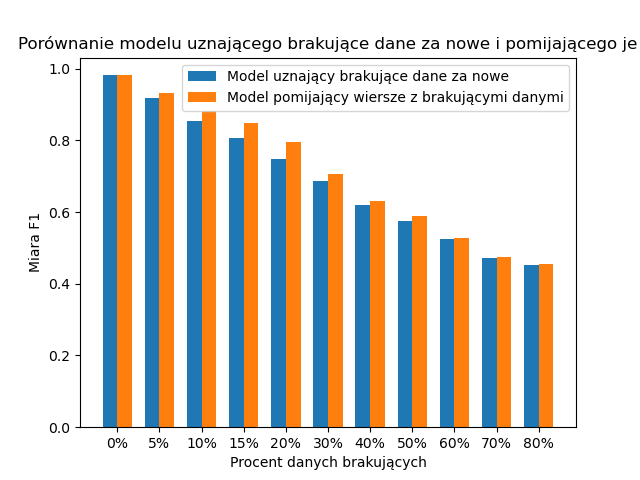 Porównanie modelu uznającego brakujące dane za nowe i pomijającego je
Model uznający brakujące dane za nowe
Model pomijający wiersze z brakującymi danymi
Miara F1
1.0
0.8
0.6
0.4
0.2
0.0
0% 5% 10% 15% 20% 30% 40% 50% 60% 70% 80%
Procent danych brakujących